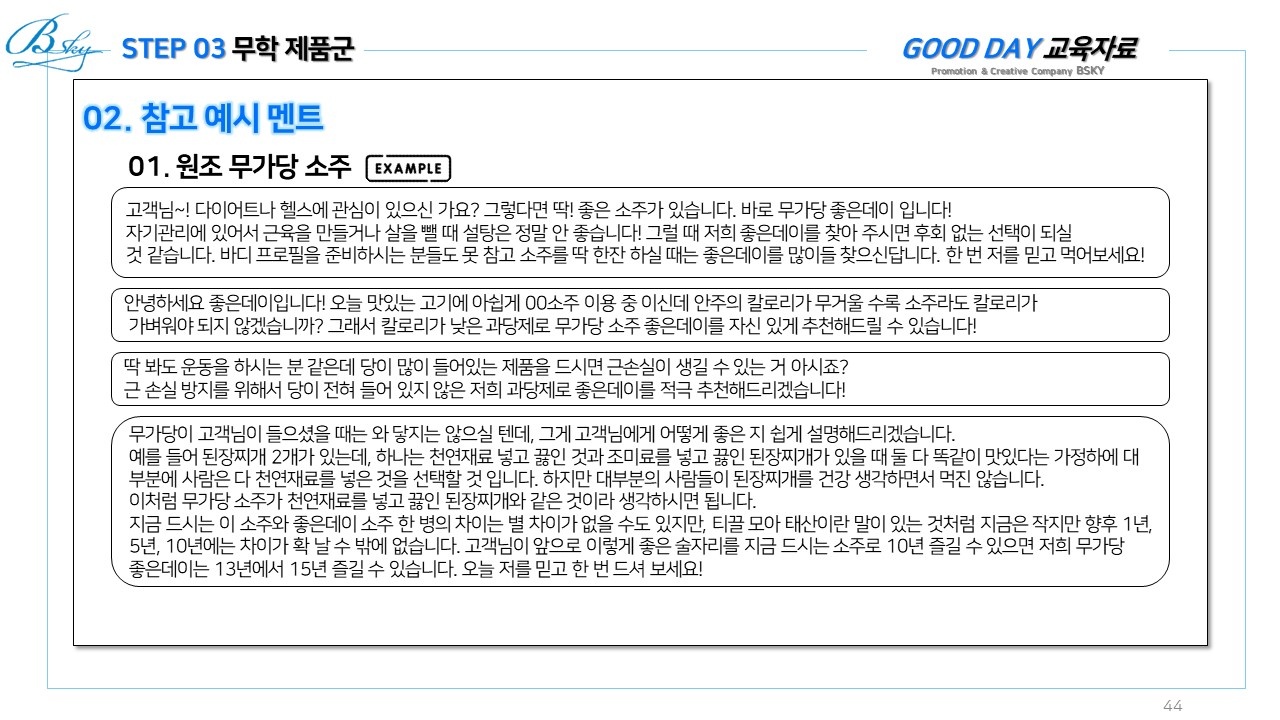 Bsky
STEP 03 무학 제품군
GOOD DAY 교육자료
Promotion & Creative Company BSKY
02. 참고 예시 멘트
01. 원조 무가당 소주 EXAMPLE
고객님~! 다이어트나 헬스에 관심이 있으신 가요? 그렇다면 딱! 좋은 소주가 있습니다. 바로 무가당 좋은데이 입니다!
자기관리에 있어서 근육을 만들거나 살을 뺄 때 설탕은 정말 안 좋습니다! 그럴 때 저희 좋은데이를 찾아 주시면 후회 없는 선택이 되실
것 같습니다. 바디 프로필을 준비하시는 분들도 못 참고 소주를 딱 한잔 하실 때는 좋은데이를 많이들 찾으신답니다. 한 번 저를 믿고 먹어보세요!
안녕하세요 좋은데이입니다! 오늘 맛있는 고기에 아쉽게 00소주 이용 중 이신데 안주의 칼로리가 무거울 수록 소주라도 칼로리가
가벼워야 되지 않겠습니까? 그래서 칼로리가 낮은 과당제로 무가당 소주 좋은데이를 자신 있게 추천해드릴 수 있습니다!
딱 봐도 운동을 하시는 분 같은데 당이 많이 들어있는 제품을 드시면 근손실이 생길 수 있는 거 아시죠?
근 손실 방지를 위해서 당이 전혀 들어 있지 않은 저희 과당제로 좋은데이를 적극 추천해드리겠습니다!
무가당이 고객님이 들으셨을 때는 와 닿지는 않으실 텐데, 그게 고객님에게 어떻게 좋은 지 쉽게 설명해드리겠습니다.
예를 들어 된장찌개 2개가 있는데, 하나는 천연재료 넣고 끓인 것과 조미료를 넣고 끓인 된장찌개가 있을 때 둘 다 똑같이 맛있다는 가정하에 대
부분에 사람은 다 천연재료를 넣은 것을 선택할 것 입니다. 하지만 대부분의 사람들이 된장찌개를 건강 생각하면서 먹진 않습니다.
이처럼 무가당 소주가 천연재료를 넣고 끓인 된장찌개와 같은 것이라 생각하시면 됩니다.
지금 드시는 이 소주와 좋은데이 소주 한 병의 차이는 별 차이가 없을 수도 있지만, 티끌 모아 태산이란 말이 있는 것처럼 지금은 작지만 향후 1년,
5년, 10년에는 차이가 확 날 수 밖에 없습니다. 고객님이 앞으로 이렇게 좋은 술자리를 지금 드시는 소주로 10년 즐길 수 있으면 저희 무가당
좋은데이는 13년에서 15년 즐길 수 있습니다. 오늘 저를 믿고 한 번 드셔 보세요!
44